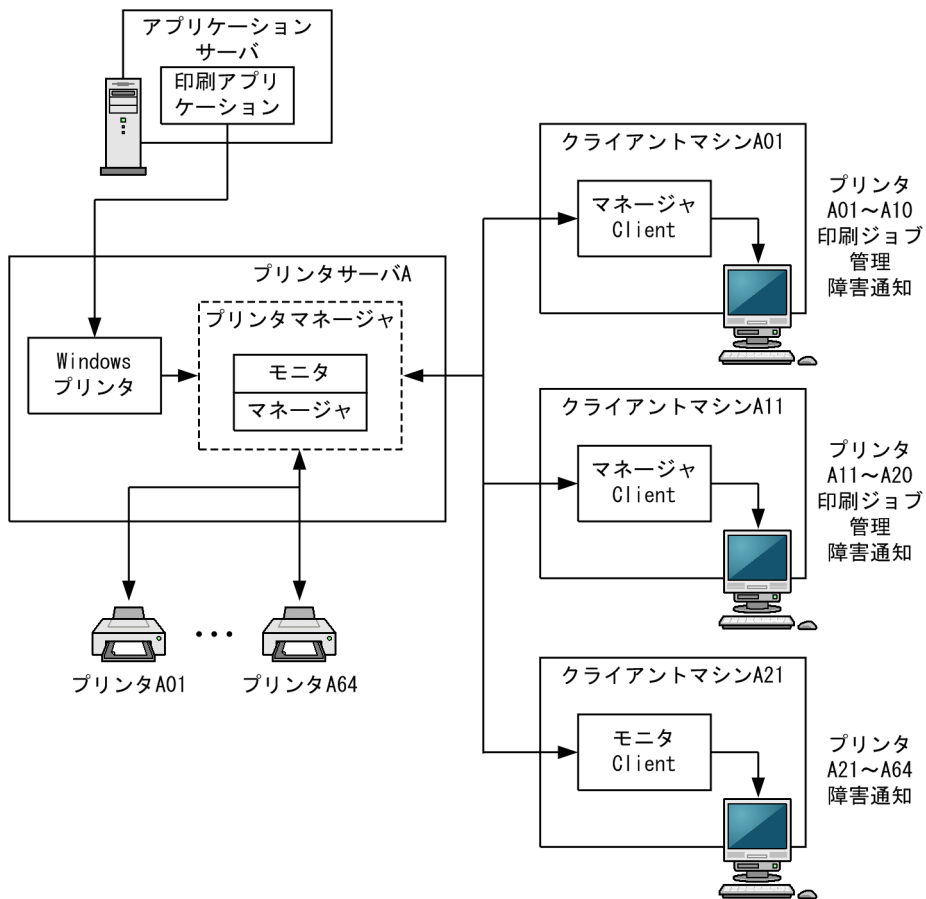 アプリケーション
サーバ
印刷アプリ
ケーション
プリンタサーバA
Windows
プリンタ
プリンタマネージャ
モニタ
マネージャ
プリンタA01
・・・
プリンタA64
クライアントマシンA01
マネージャ
Client
プリンタ
A01～A10
印刷ジョブ
管理
障害通知
クライアントマシンA11
マネージャ
Client
プリンタ
A11～A20
印刷ジョブ
管理
障害通知
クライアントマシンA21
モニタ
Client
プリンタ
A21～A64
障害通知